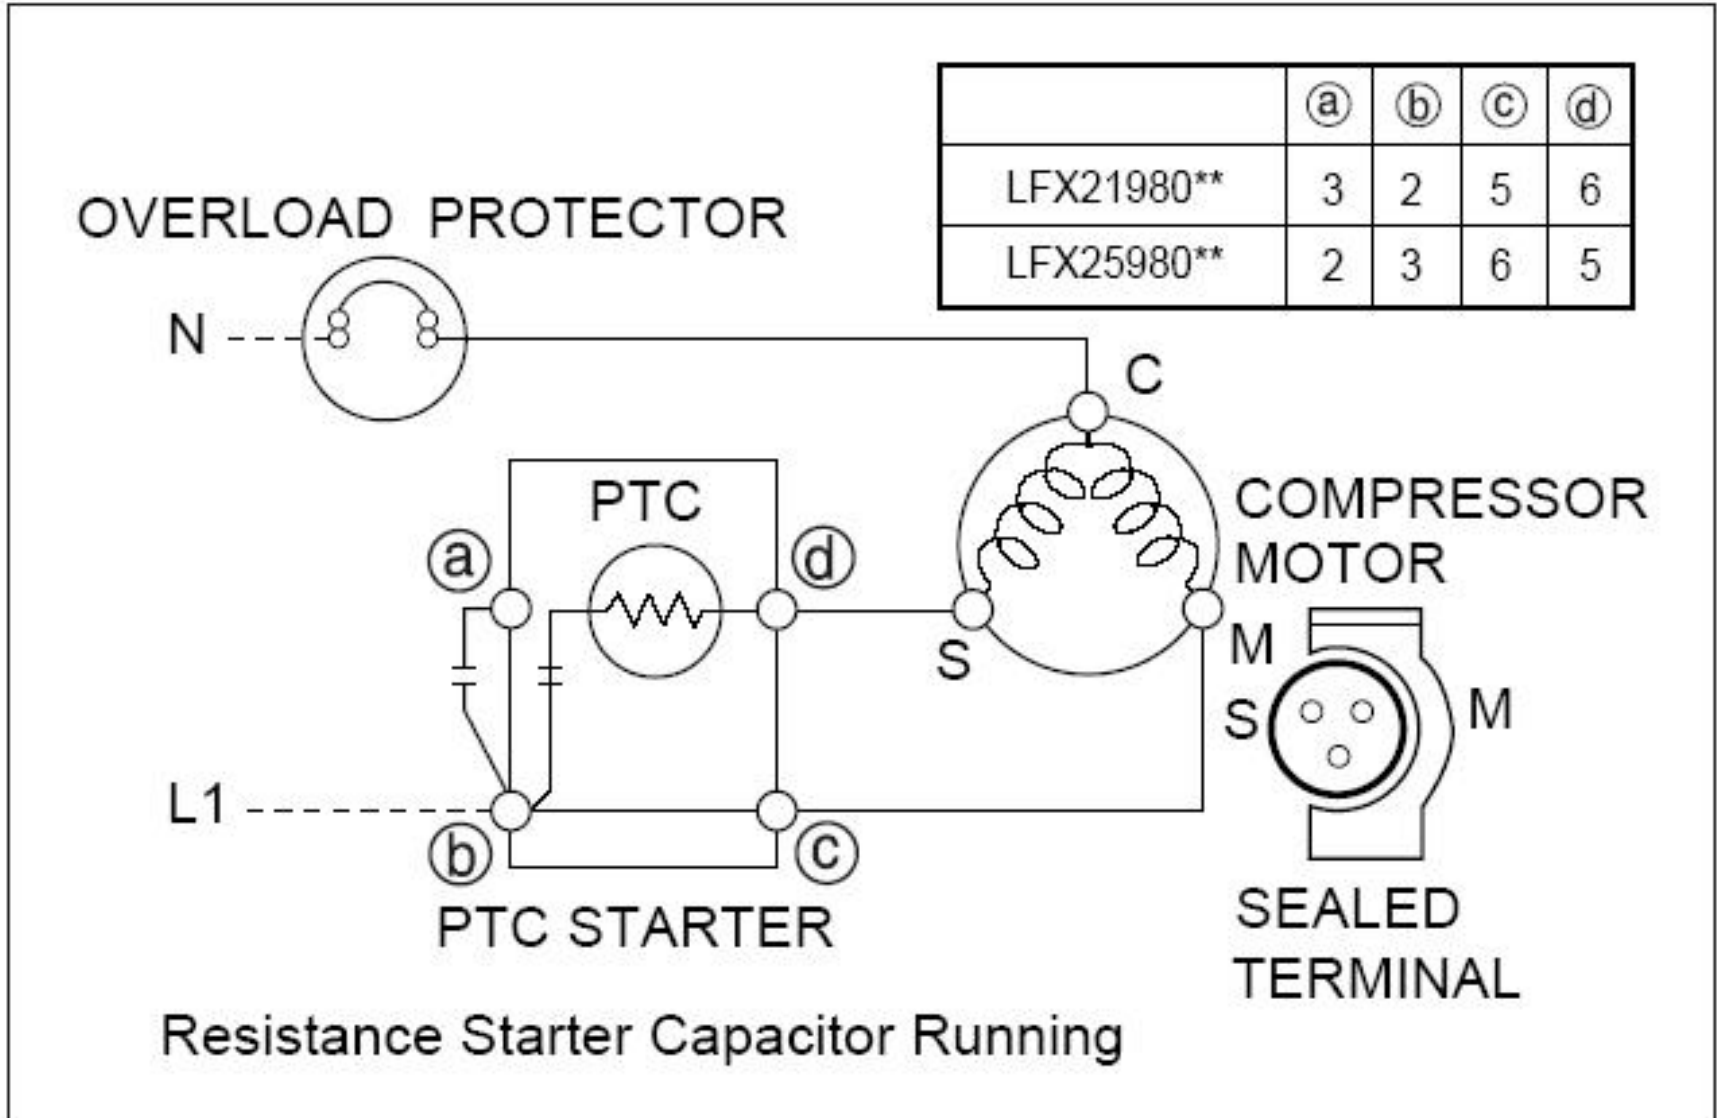 ⓐ ⓑ ⓒ ⓓ
LFX21980** 3 2 5 6
LFX25980** 2 3 6 5
OVERLOAD PROTECTOR
N
C
COMPRESSOR
MOTOR
PTC
ⓐ
ⓓ
S
M
S
M
L1
ⓑ
ⓒ
PTC STARTER
SEALED
TERMINAL
Resistance Starter Capacitor Running